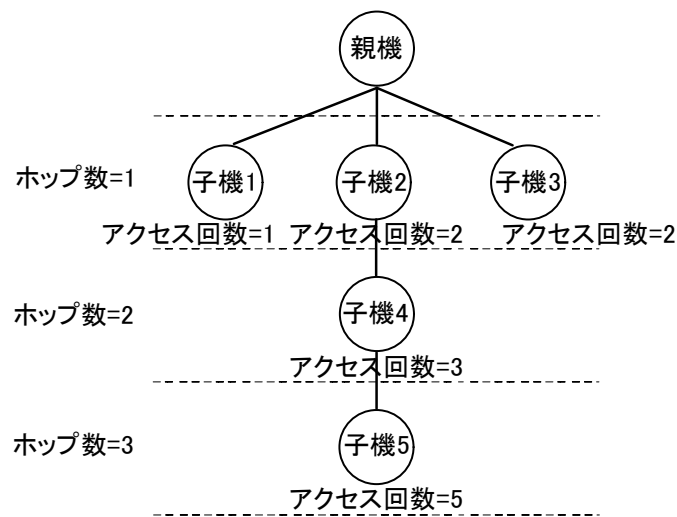 親機
ホップ数=1
子機1
子機2
子機3
アクセス回数=1
アクセス回数=2
アクセス回数=2
ホップ数=2
子機4
アクセス回数=3
ホップ数=3
子機5
アクセス回数=5